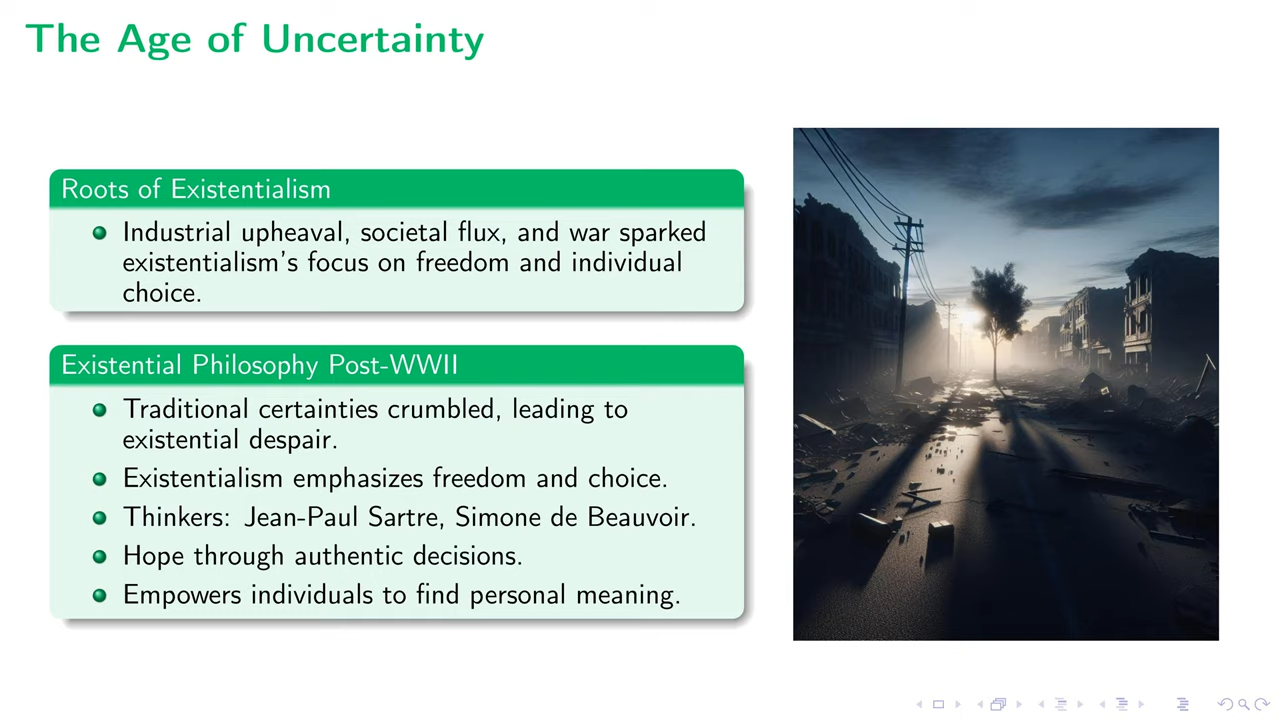 The Age of Uncertainty
Roots of Existentialism
Industrial upheaval, societal flux, and war sparked
existentialism's focus on freedom and individual
choice.
Existential Philosophy Post-WWII
Traditional certainties crumbled, leading to
existential despair.
Existentialism emphasizes freedom and choice.
Thinkers: Jean-Paul Sartre, Simone de Beauvoir.
Hope through authentic decisions.
Empowers individuals to find personal meaning.